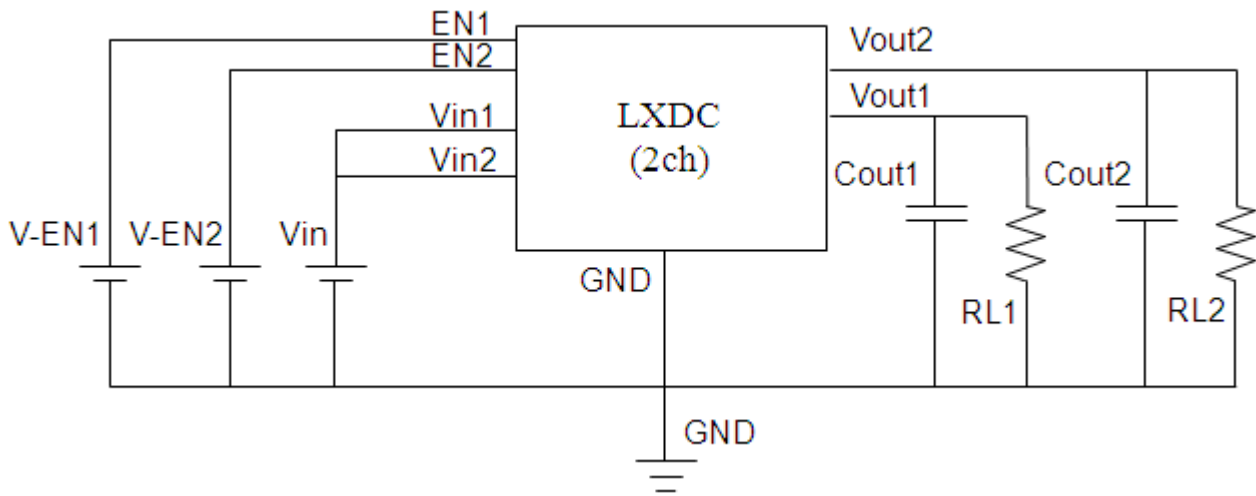 EN1
EN2
Vin1
Vin2
V-EN1
V-EN2
Vin
LXDC
(2ch)
GND
Vout2
Vout1
Cout1
Cout2
RL1
RL2
GND